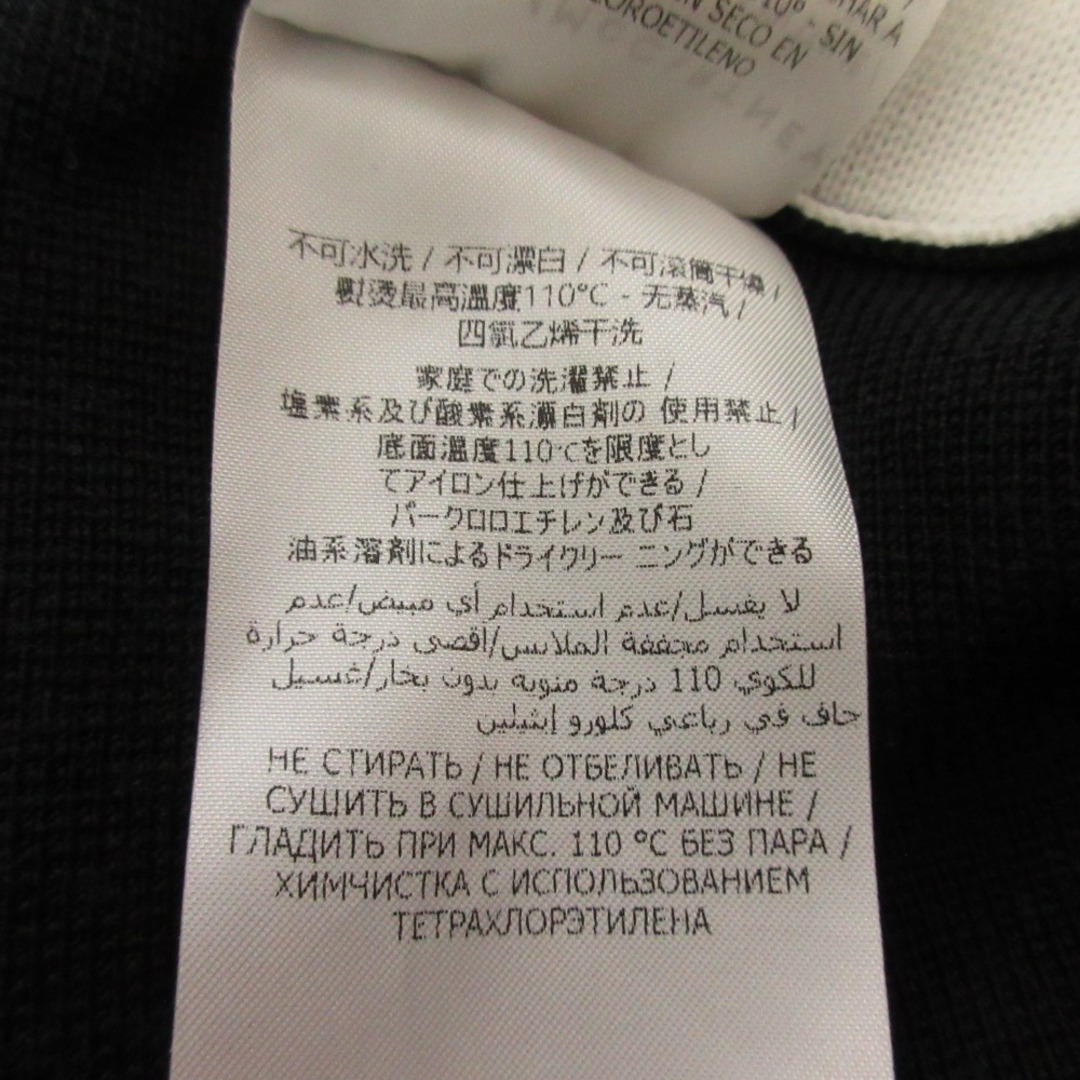 MAR A
10° - SIN
EN SECO EN
LOROETILENO
不可水洗 / 不可漂白 / 不可滚筒干燥 /
熨烫最高溫度110°C - 无蒸汽 /
四氯乙烯干洗
家庭での洗濯禁止 /
塩素系及び酸素系漂白剤の 使用禁止 /
底面温度110℃を限度とし
てアイロン仕上げができる /
パークロロエチレン及び石
油系溶剤によるドライクリー ニングができる
لا يغسل/عدم استخدام أي مبيض/عدم
استخدام مجففة الملابس/اقصى درجة حرارة
للكوي 110 درجة مئوية بدون بخار/غسيل
جاف في رباعي كلورو إيثيلين
НЕ СТИРАТЬ / НЕ ОТБЕЛИВАТЬ / НЕ
СУШИТЬ В СУШИЛЬНОЙ МАШИНЕ /
ГЛАДИТЬ ПРИ МАКС. 110 °C БЕЗ ПАРА /
ХИМЧИСТКА С ИСПОЛЬЗОВАНИЕМ
ТЕТРАХЛОРЭТИЛЕНА